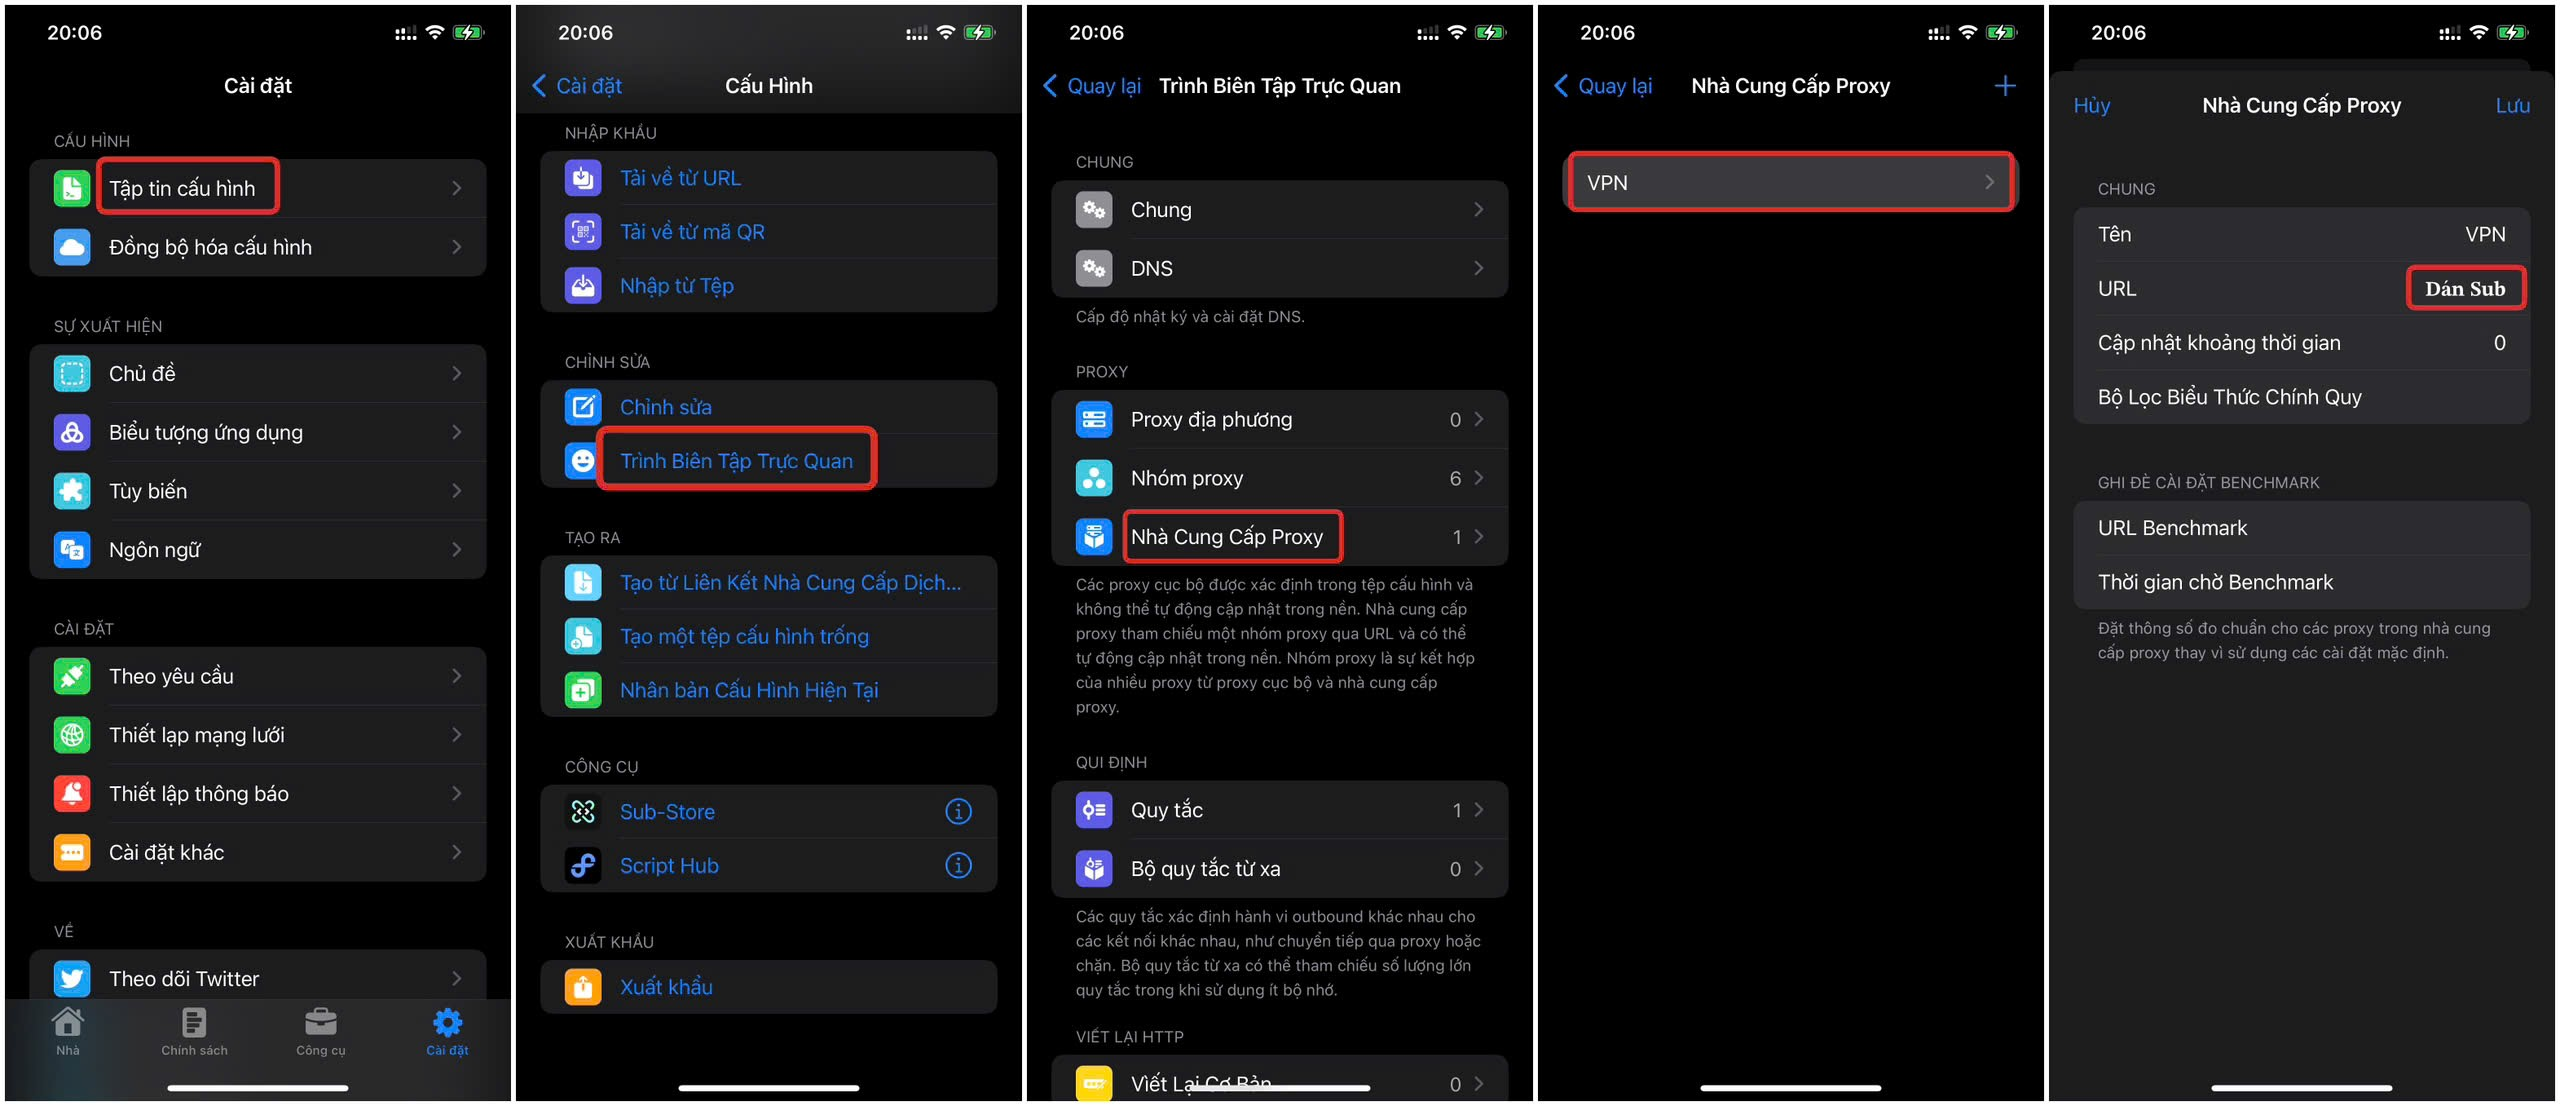 20:06
Cài đặt
CẤU HÌNH
Tập tin cấu hình
Đồng bộ hóa cấu hình
SỰ XUẤT HIỆN
Chủ đề
Biểu tượng ứng dụng
Tùy biến
Ngôn ngữ
CÀI ĐẶT
Theo yêu cầu
Thiết lạp mạng lưới
Thiết lập thông báo
Cài đặt khác
VỀ
Theo dõi Twitter
Nhà
Chính sách
Công cụ
Cài đặt
20:06
Cài đặt
Cấu Hình
NHẬP KHẨU
Tải về từ URL
Tải về từ mã QR
Nhập từ Tệp
CHỈNH SỬA
Chỉnh sửa
Trình Biên Tập Trực Quan
TẠO RA
Tạo từ Liên Kết Nhà Cung Cấp Dịch...
Tạo một tệp cấu hình trống
Nhân bản Cấu Hình Hiện Tại
CÔNG CỤ
Sub-Store
Script Hub
XUẤT KHẨU
Xuất khẩu
20:06
Quay lại
Trình Biên Tập Trực Quan
CHUNG
Chung
DNS
Cấp độ nhật ký và cài đặt DNS.
PROXY
Proxy địa phương 0
Nhóm proxy 6
Nhà Cung Cấp Proxy 1
Các proxy cục bộ được xác định trong tệp cấu hình và
không thể tự động cập nhật trong nền. Nhà cung cấp
proxy tham chiếu một nhóm proxy qua URL và có thể
tự động cập nhật trong nền. Nhóm proxy là sự kết hợp
của nhiều proxy từ proxy cục bộ và nhà cung cấp
proxy.
QUI ĐỊNH
Quy tắc 1
Bộ quy tắc từ xa 0
Các quy tắc xác định hành vi outbound khác nhau cho
các kết nối khác nhau, như chuyển tiếp qua proxy hoặc
chặn. Bộ quy tắc từ xa có thể tham chiếu số lượng lớn
quy tắc trong khi sử dụng ít bộ nhớ.
VIẾT LẠI HTTP
Viết Lại Cơ Bản 0
20:06
Quay lại
Nhà Cung Cấp Proxy
VPN
20:06
Hủy
Nhà Cung Cấp Proxy
Lưu
CHUNG
Tên VPN
URL Dán Sub
Cập nhật khoảng thời gian 0
Bộ Lọc Biểu Thức Chính Quy
GHI ĐÈ CÀI ĐẶT BENCHMARK
URL Benchmark
Thời gian chờ Benchmark
Đặt thông số đo chuẩn cho các proxy trong nhà cung
cấp proxy thay vì sử dụng các cài đặt mặc định.